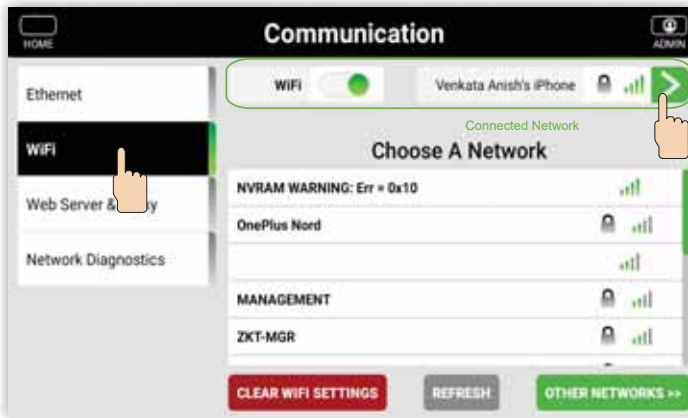 Communication
HOME
ADMIN
Ethernet
WiFi
Web Server &
Network Diagnostics
WiFi
Venkata Anish's iPhone
Connected Network
Choose A Network
NVRAM WARNING: Err = 0x10
OnePlus Nord
MANAGEMENT
ZKT-MGR
CLEAR WIFI SETTINGS
REFRESH
OTHER NETWORKS >>